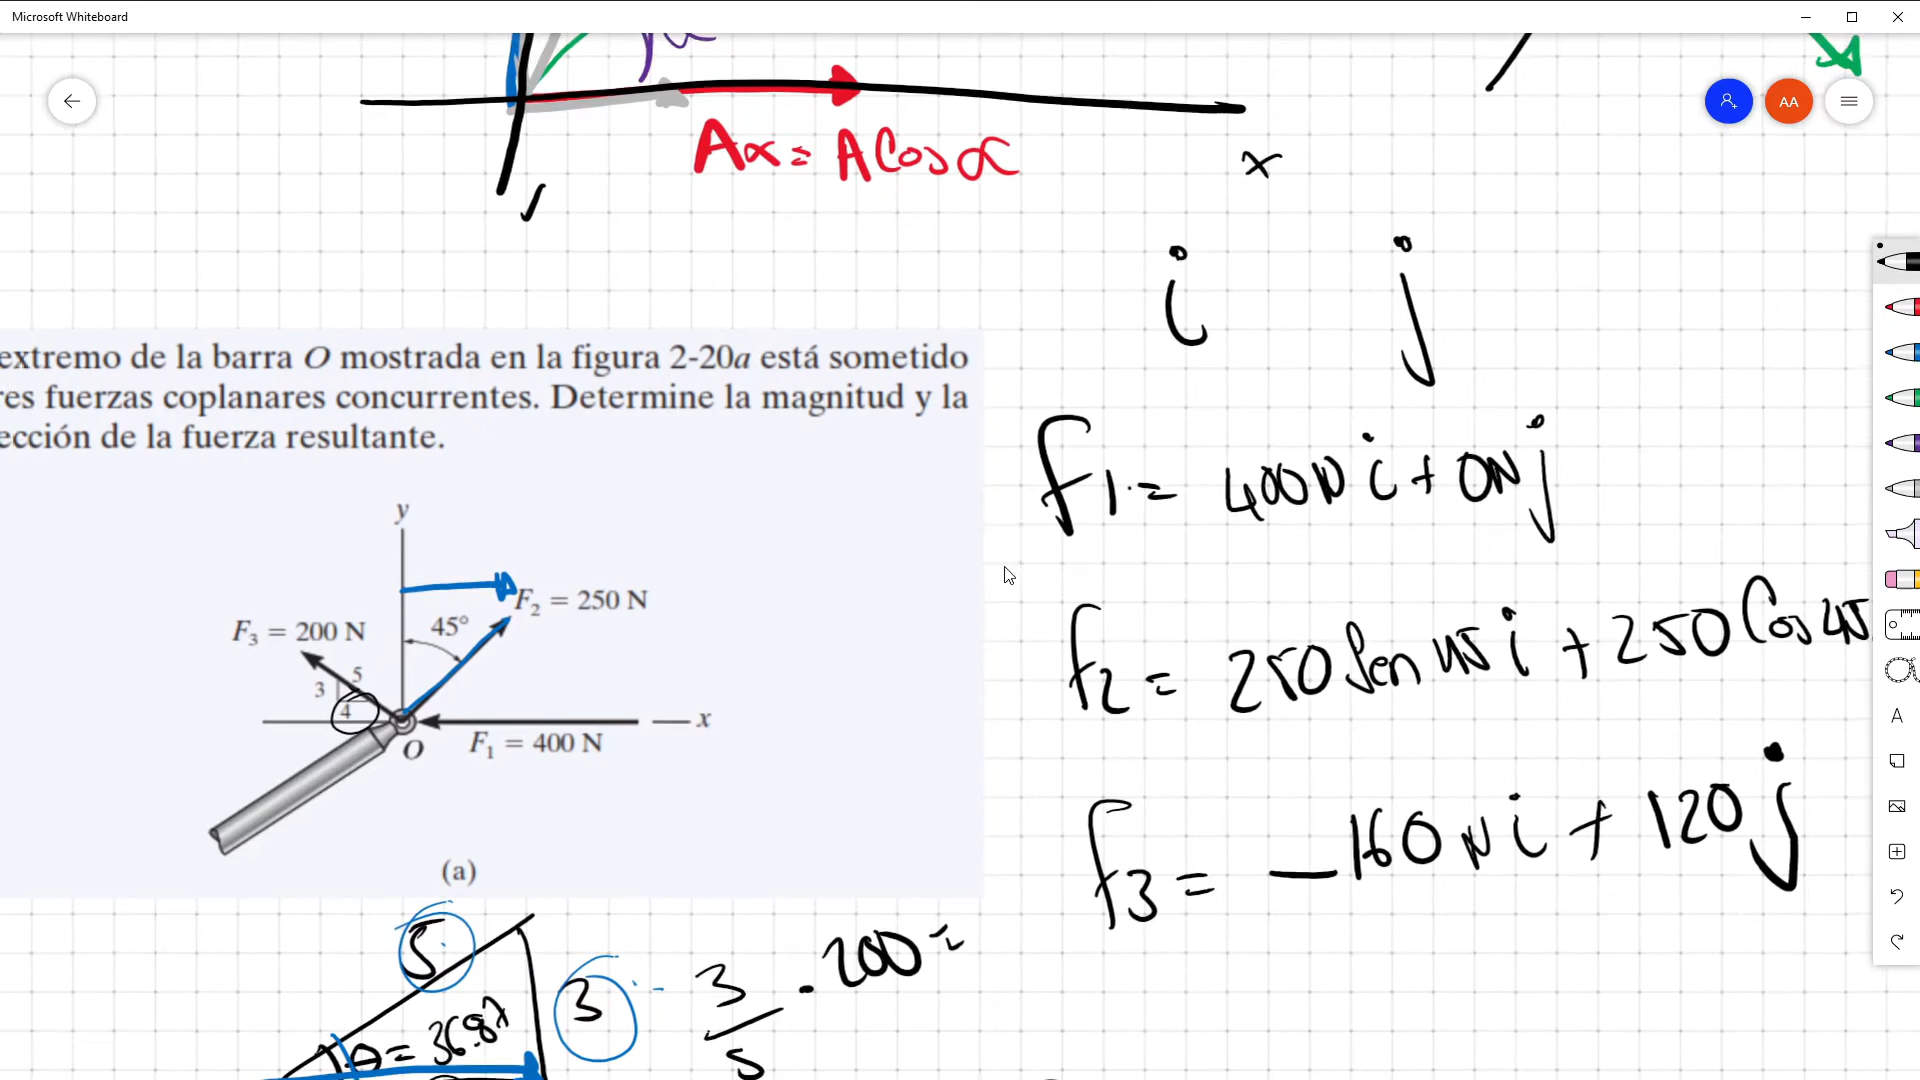 Microsoft Whiteboard
AA
Aα = A Cos α
x
i j
extremo de la barra O mostrada en la figura 2-20a está sometido
res fuerzas coplanares concurrentes. Determine la magnitud y la
ección de la fuerza resultante.
f1 = 400N i + 0N j
y
F₂ = 250 N
45°
F₃ = 200 N
5
3
4
x
O
F₁ = 400 N
(a)
f2 = 250 Sen 45 i + 250 Cos 45
f3 = -160 N i + 120 j
5
3
3/5 · 200 =
θ = 36.87
A